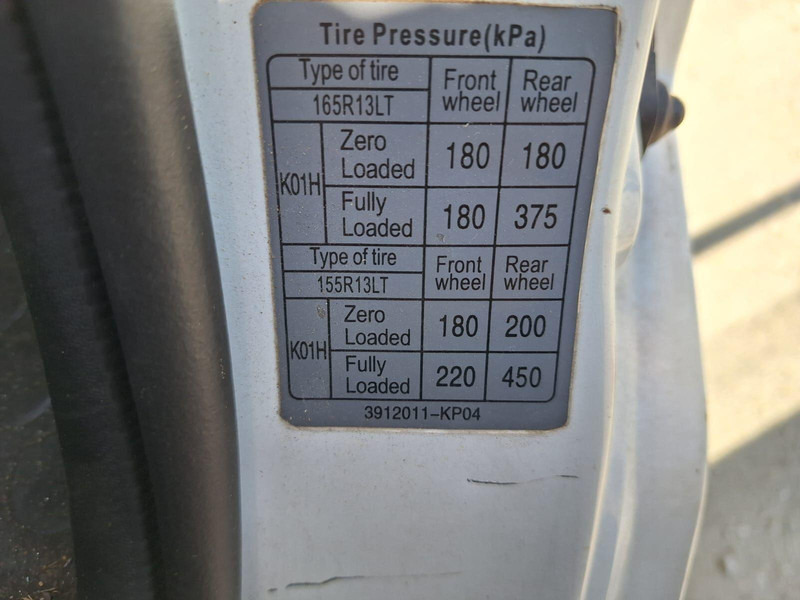 Tire Pressure(kPa)
Type of tire
165R13LT
Front wheel
Rear wheel
K01H
Zero Loaded
180
180
Fully Loaded
180
375
Type of tire
155R13LT
Front wheel
Rear wheel
K01H
Zero Loaded
180
200
Fully Loaded
220
450
3912011-KP04